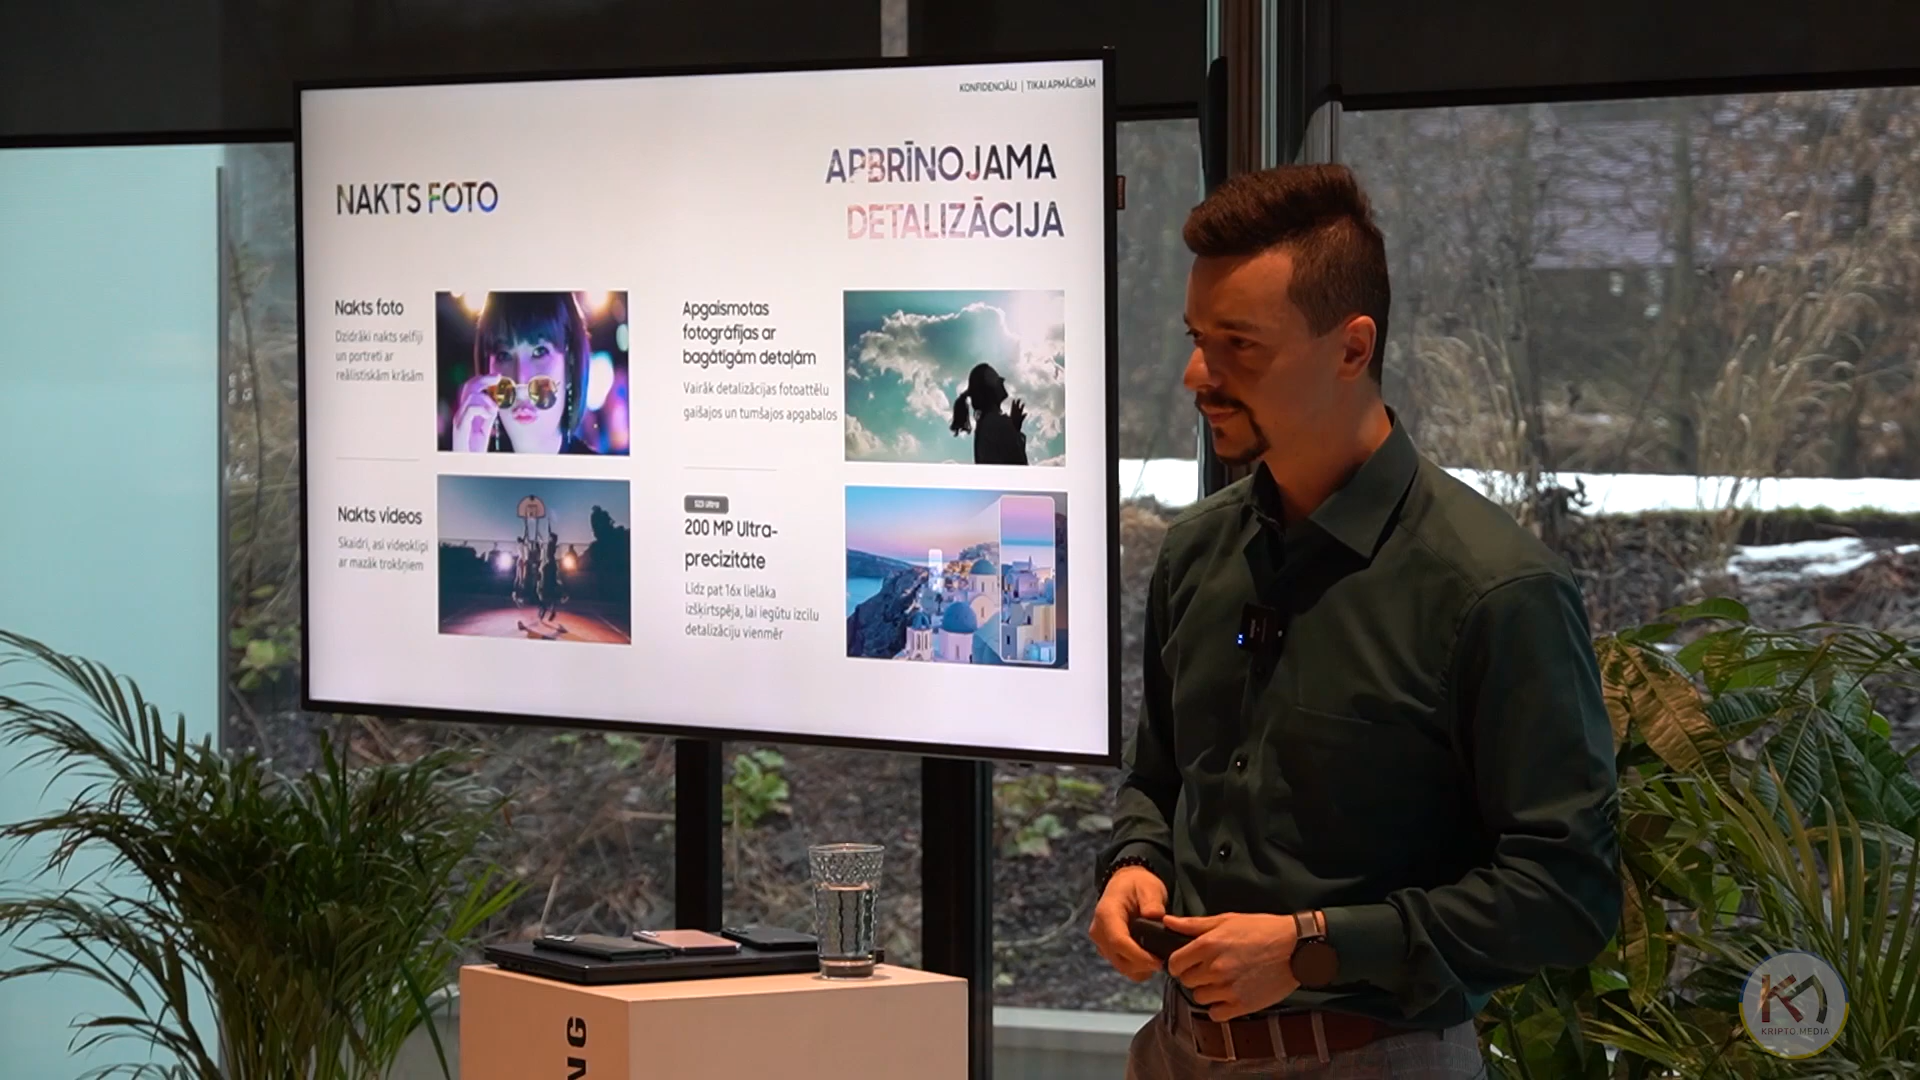 KONFIDENCIĀLI | TIKAI APMĀCĪBĀM
NAKTS FOTO
APBRĪNOJAMA
DETALIZĀCIJA
Nakts foto
Dzidrāki nakts selfiji
un portreti ar
reālistiskām krāsām
Nakts videos
Skaidri, asi videoklipi
ar mazāk trokšņiem
Apgaismotas
fotogrāfijas ar
bagātīgām detaļām
Vairāk detalizācijas fotoattēlu
gaišajos un tumšajos apgabalos
S23 Ultra
200 MP Ultra-
precizitāte
Līdz pat 16x lielāka
izšķirtspēja, lai iegūtu izcilu
detalizāciju vienmēr
NG
KRIPTO MEDIA